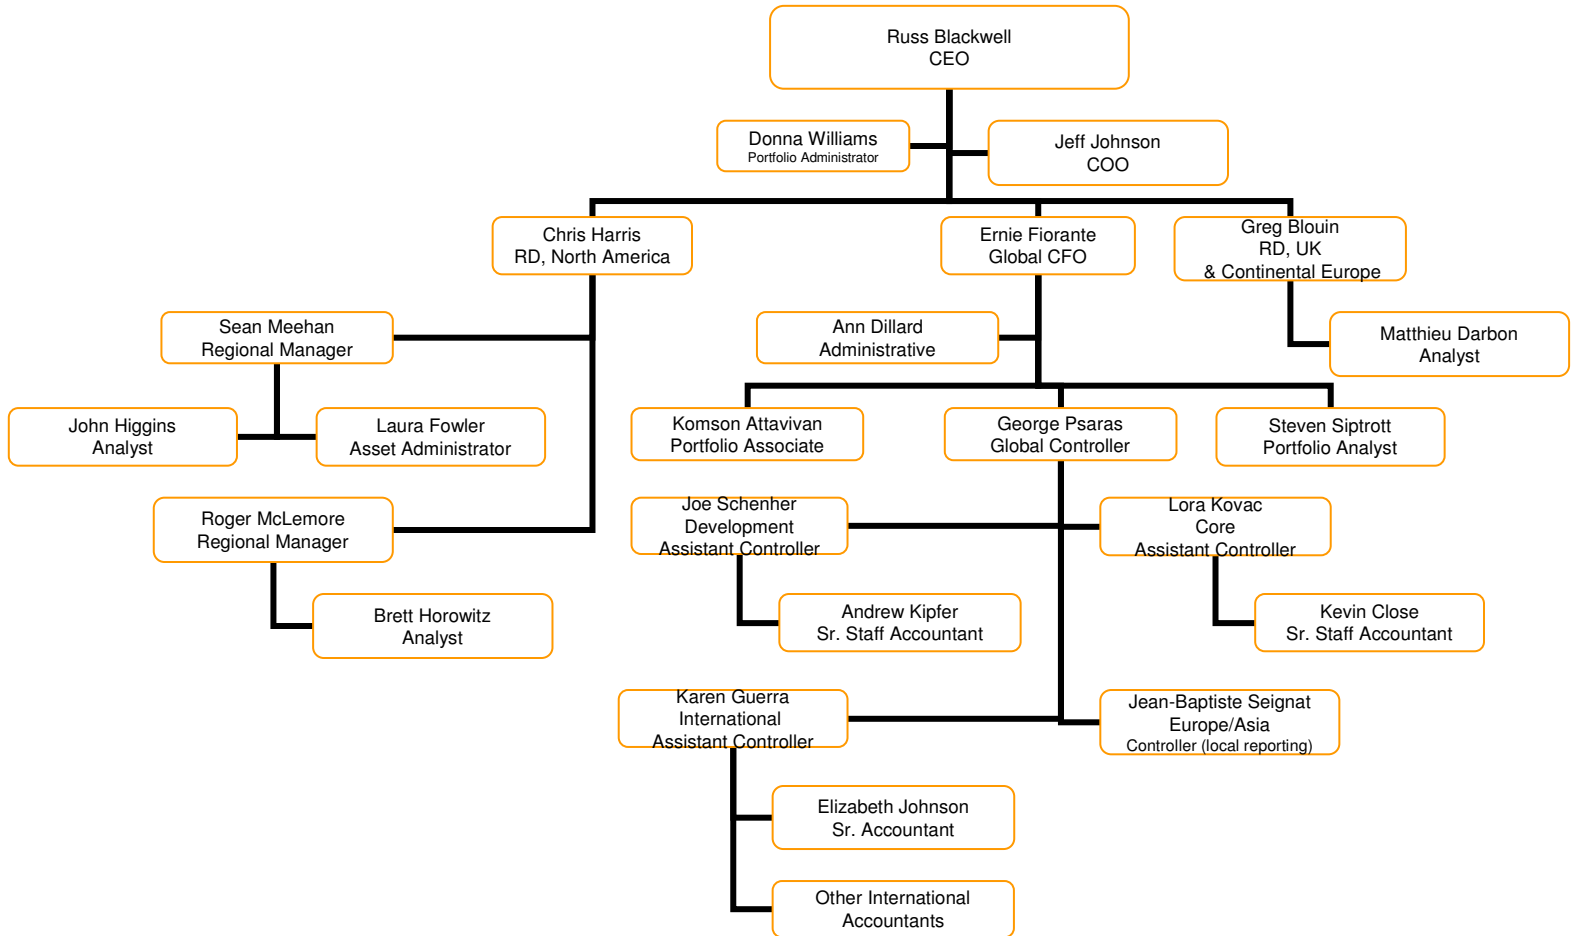 Russ Blackwell
CEO
Donna Williams
Portfolio Administrator
Jeff Johnson
COO
Chris Harris
RD, North America
Ernie Fiorante
Global CFO
Greg Blouin
RD, UK
& Continental Europe
Sean Meehan
Regional Manager
Ann Dillard
Administrative
Matthieu Darbon
Analyst
John Higgins
Analyst
Laura Fowler
Asset Administrator
Komson Attavivan
Portfolio Associate
George Psaras
Global Controller
Steven Siptrott
Portfolio Analyst
Roger McLemore
Regional Manager
Joe Schenher
Development
Assistant Controller
Lora Kovac
Core
Assistant Controller
Brett Horowitz
Analyst
Andrew Kipfer
Sr. Staff Accountant
Kevin Close
Sr. Staff Accountant
Karen Guerra
International
Assistant Controller
Jean-Baptiste Seignat
Europe/Asia
Controller (local reporting)
Elizabeth Johnson
Sr. Accountant
Other International
Accountants